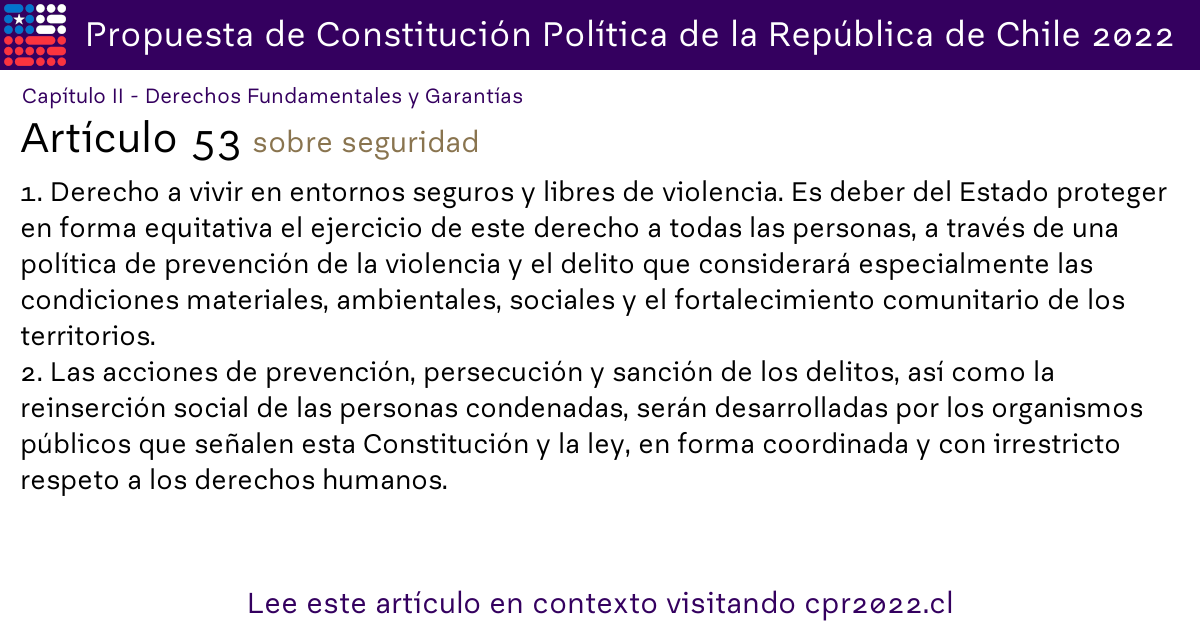 Propuesta de Constitución Política de la República de Chile 2022
Capítulo II - Derechos Fundamentales y Garantías
Artículo 53 sobre seguridad
1. Derecho a vivir en entornos seguros y libres de violencia. Es deber del Estado proteger
en forma equitativa el ejercicio de este derecho a todas las personas, a través de una
política de prevención de la violencia y el delito que considerará especialmente las
condiciones materiales, ambientales, sociales y el fortalecimiento comunitario de los
territorios.
2. Las acciones de prevención, persecución y sanción de los delitos, así como la
reinserción social de las personas condenadas, serán desarrolladas por los organismos
públicos que señalen esta Constitución y la ley, en forma coordinada y con irrestricto
respeto a los derechos humanos.
Lee este artículo en contexto visitando cpr2022.cl